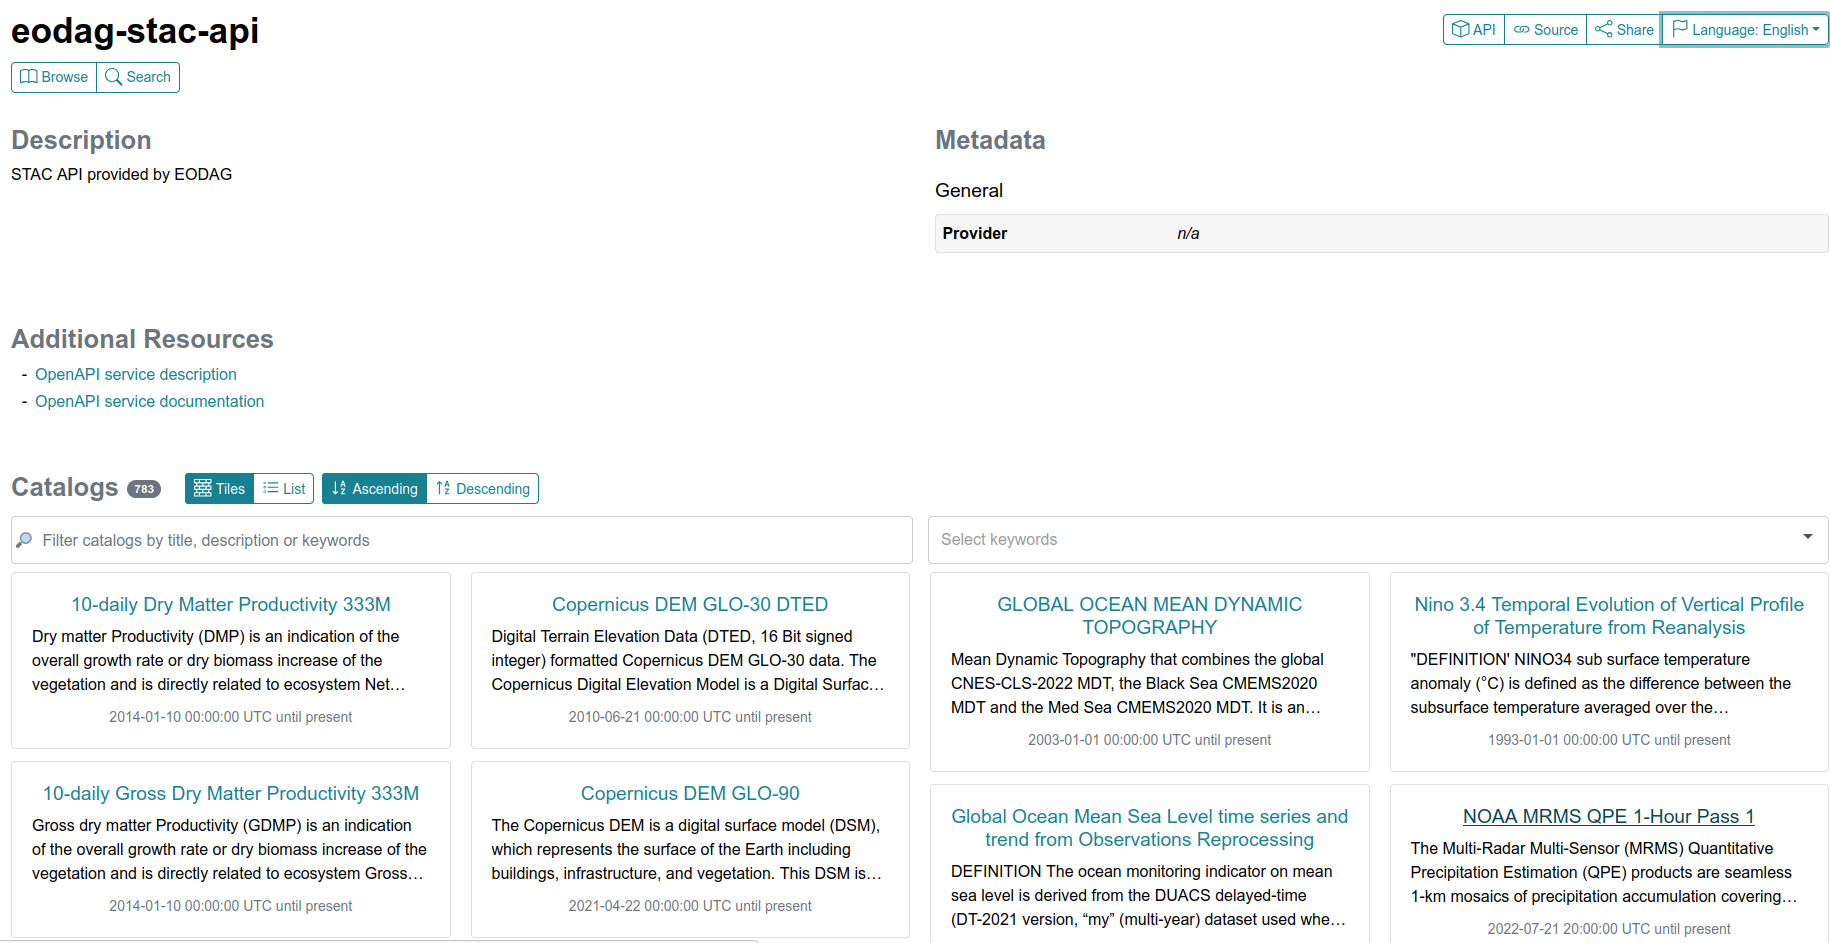 eodag-stac-api
API
Source
Share
Language: English
Browse
Search
Description
STAC API provided by EODAG
Metadata
General
Provider n/a
Additional Resources
- OpenAPI service description
- OpenAPI service documentation
Catalogs 783
Tiles
List
Ascending
Descending
Filter catalogs by title, description or keywords
Select keywords
10-daily Dry Matter Productivity 333M
Dry matter Productivity (DMP) is an indication of the
overall growth rate or dry biomass increase of the
vegetation and is directly related to ecosystem Net…
2014-01-10 00:00:00 UTC until present
Copernicus DEM GLO-30 DTED
Digital Terrain Elevation Data (DTED, 16 Bit signed
integer) formatted Copernicus DEM GLO-30 data. The
Copernicus Digital Elevation Model is a Digital Surfac…
2010-06-21 00:00:00 UTC until present
GLOBAL OCEAN MEAN DYNAMIC
TOPOGRAPHY
Mean Dynamic Topography that combines the global
CNES-CLS-2022 MDT, the Black Sea CMEMS2020
MDT and the Med Sea CMEMS2020 MDT. It is an…
2003-01-01 00:00:00 UTC until present
Nino 3.4 Temporal Evolution of Vertical Profile
of Temperature from Reanalysis
"DEFINITION' NINO34 sub surface temperature
anomaly (°C) is defined as the difference between the
subsurface temperature averaged over the…
1993-01-01 00:00:00 UTC until present
10-daily Gross Dry Matter Productivity 333M
Gross dry matter Productivity (GDMP) is an indication
of the overall growth rate or dry biomass increase of the
vegetation and is directly related to ecosystem Gross…
2014-01-10 00:00:00 UTC until present
Copernicus DEM GLO-90
The Copernicus DEM is a digital surface model (DSM),
which represents the surface of the Earth including
buildings, infrastructure, and vegetation. This DSM is…
2021-04-22 00:00:00 UTC until present
Global Ocean Mean Sea Level time series and
trend from Observations Reprocessing
DEFINITION The ocean monitoring indicator on mean
sea level is derived from the DUACS delayed-time
(DT-2021 version, “my” (multi-year) dataset used whe…
NOAA MRMS QPE 1-Hour Pass 1
The Multi-Radar Multi-Sensor (MRMS) Quantitative
Precipitation Estimation (QPE) products are seamless
1-km mosaics of precipitation accumulation covering…
2022-07-21 20:00:00 UTC until present